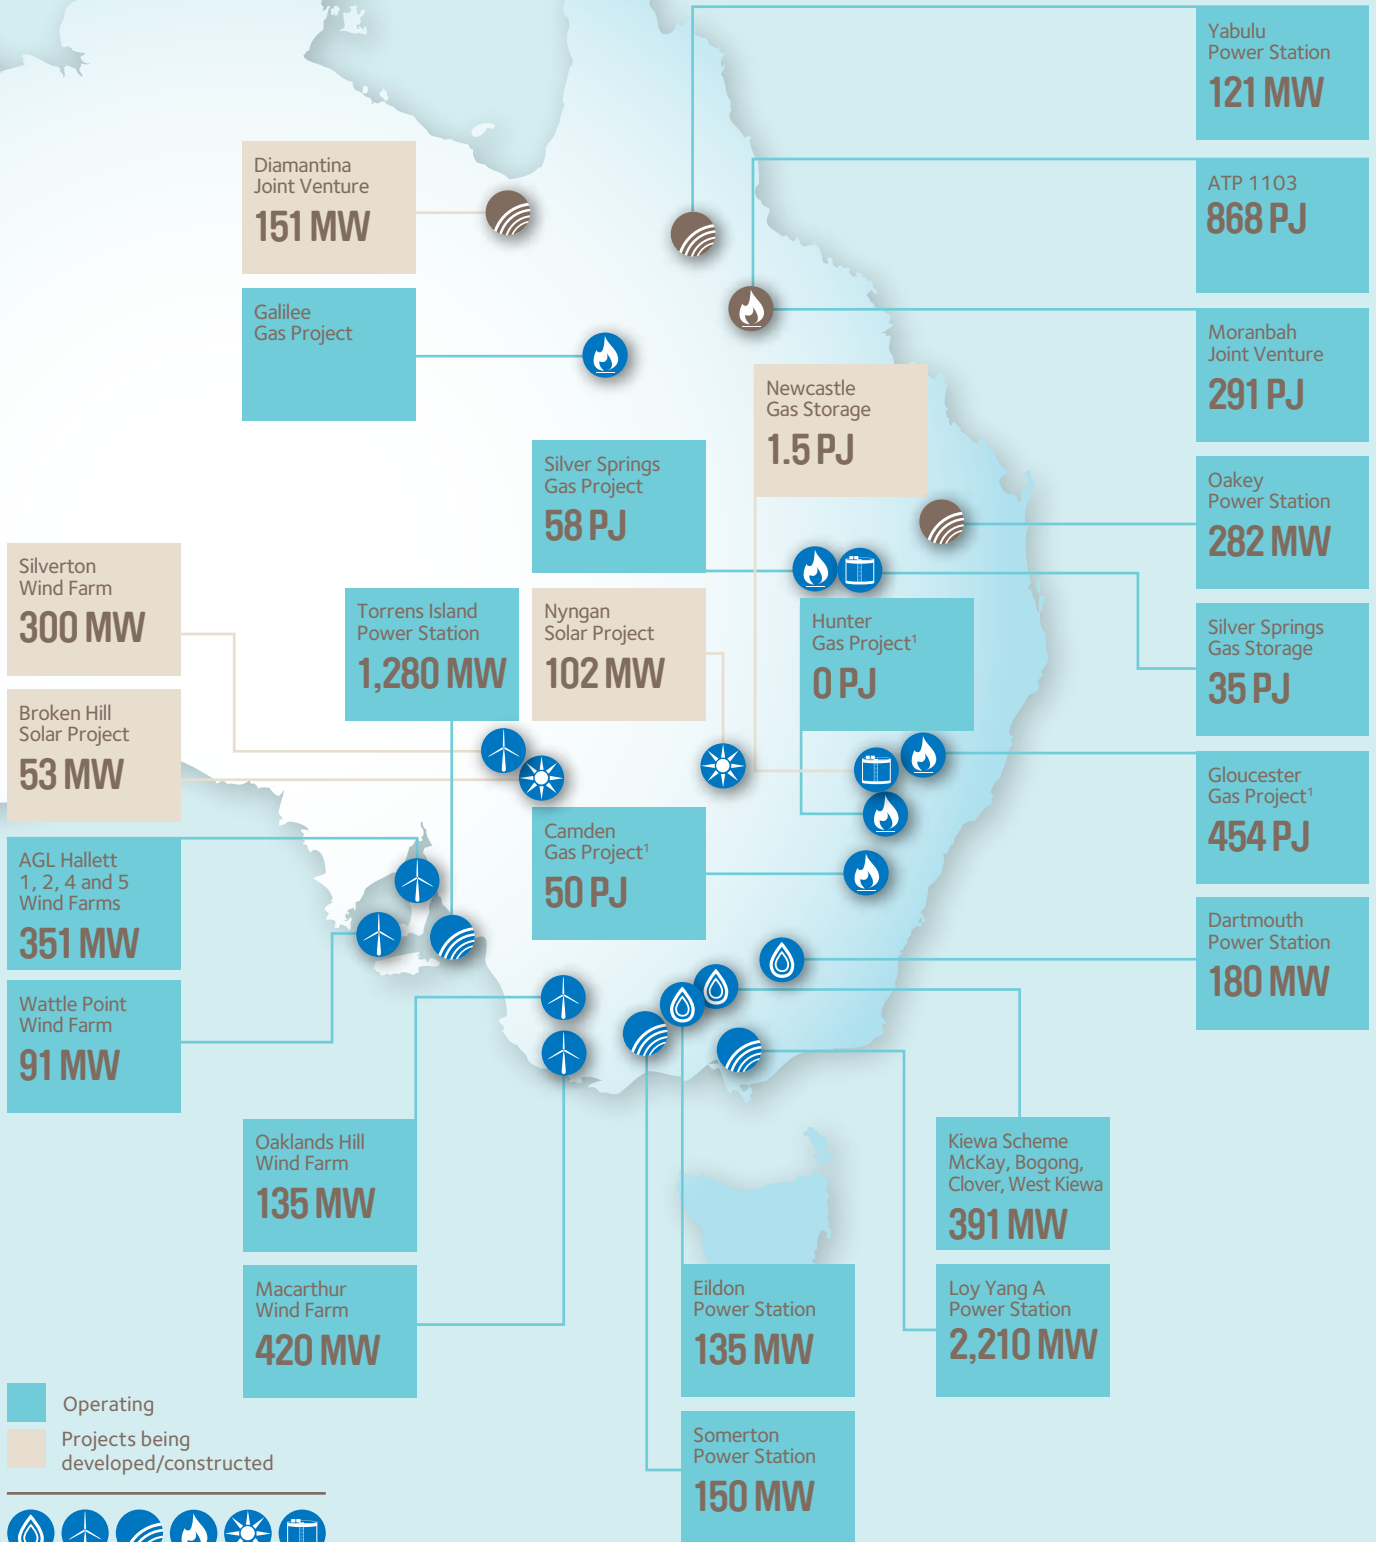 Yabulu
Power Station
121 MW
ATP 1103
868 PJ
Diamantina
Joint Venture
151 MW
Galilee
Gas Project
Moranbah
Joint Venture
291 PJ
Newcastle
Gas Storage
1.5 PJ
Silver Springs
Gas Project
58 PJ
Oakey
Power Station
282 MW
Silverton
Wind Farm
300 MW
Torrens Island
Power Station
1,280 MW
Nyngan
Solar Project
102 MW
Hunter
Gas Project¹
0 PJ
Silver Springs
Gas Storage
35 PJ
Broken Hill
Solar Project
53 MW
Gloucester
Gas Project¹
454 PJ
Camden
Gas Project¹
50 PJ
AGL Hallett
1, 2, 4 and 5
Wind Farms
351 MW
Dartmouth
Power Station
180 MW
Wattle Point
Wind Farm
91 MW
Oaklands Hill
Wind Farm
135 MW
Kiewa Scheme
McKay, Bogong,
Clover, West Kiewa
391 MW
Macarthur
Wind Farm
420 MW
Eildon
Power Station
135 MW
Loy Yang A
Power Station
2,210 MW
Somerton
Power Station
150 MW
Operating
Projects being
developed/constructed